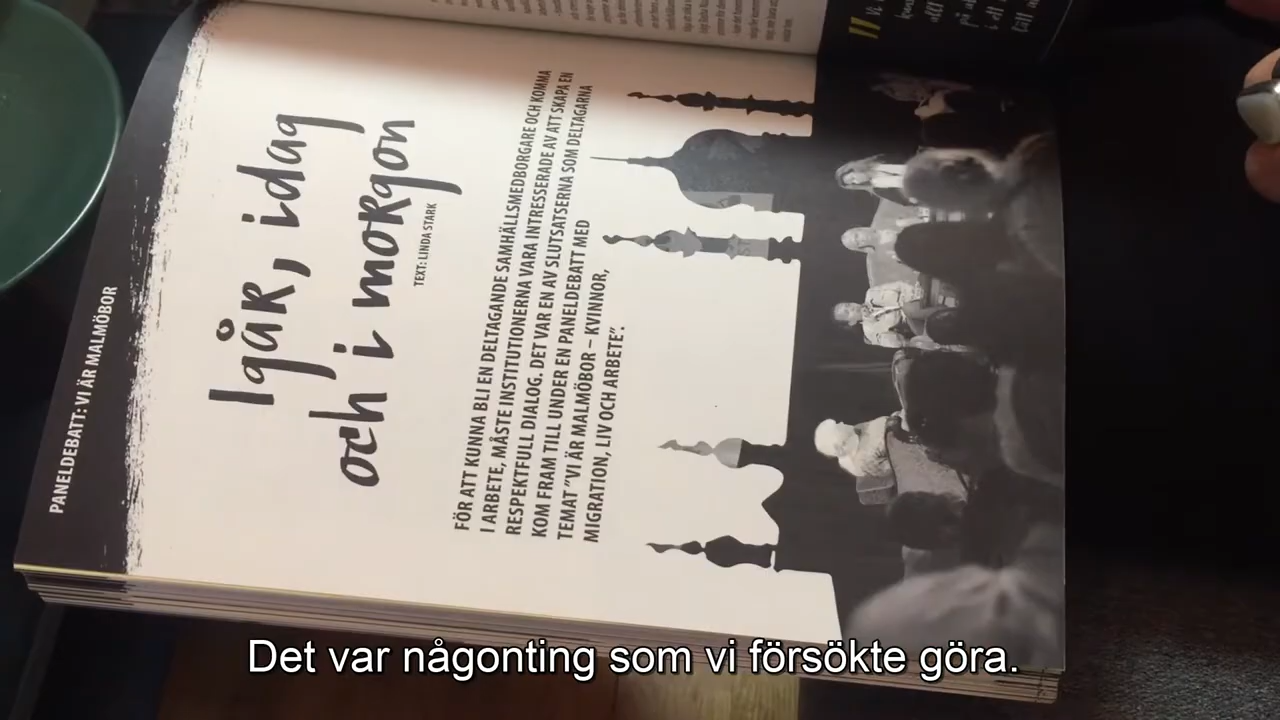 PANELDEBATT: VI ÄR MALMÖBOR
I går, idag
och i morgon
TEXT: LINDA STARK
FÖR ATT KUNNA BLI EN DELTAGANDE SAMHÄLLSMEDBORGARE OCH KOMMA
I ARBETE, MÅSTE INSTITUTIONERNA VARA INTRESSERADE AV ATT SKAPA EN
RESPEKTFULL DIALOG. DET VAR EN AV SLUTSATSERNA SOM DELTAGARNA
KOM FRAM TILL UNDER EN PANELDEBATT MED
TEMAT ”VI ÄR MALMÖBOR – KVINNOR,
MIGRATION, LIV OCH ARBETE”.
Det var någonting som vi försökte göra.